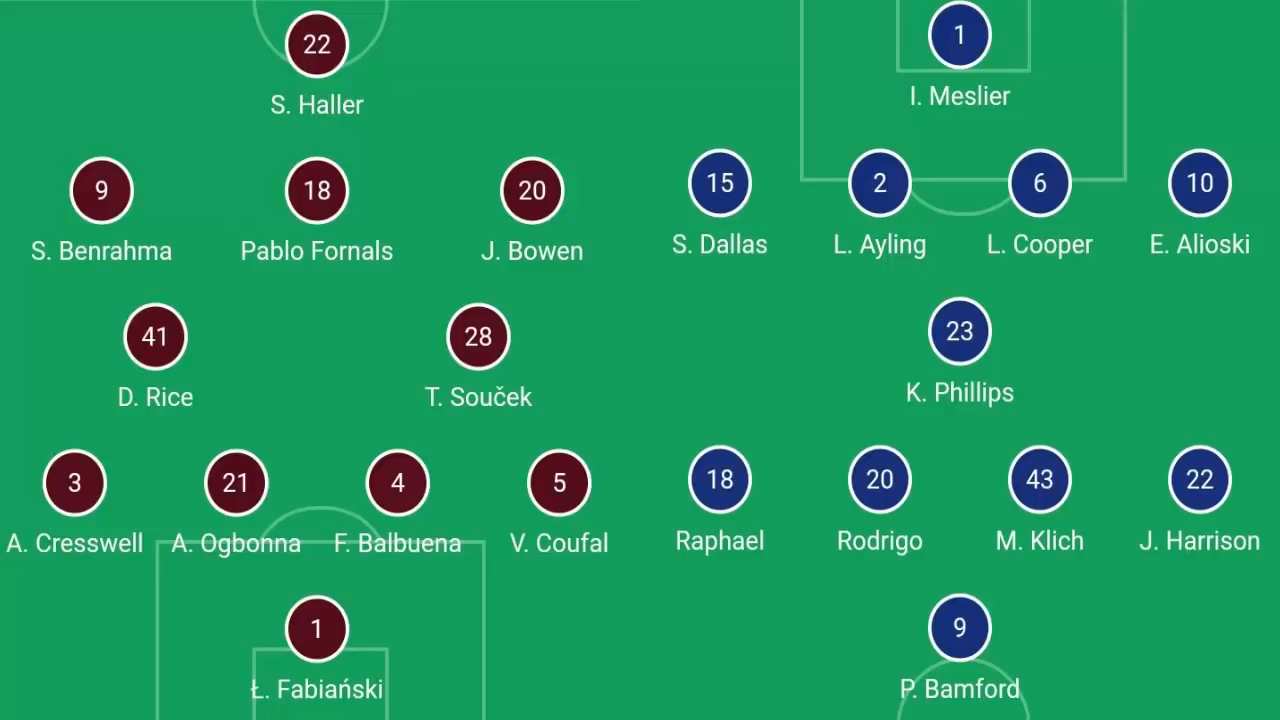 22
S. Haller
9 18 20
S. Benrahma Pablo Fornals J. Bowen
41 28
D. Rice T. Souček
3 21 4 5
A. Cresswell A. Ogbonna F. Balbuena V. Coufal
1
Ł. Fabiański
1
I. Meslier
15 2 6 10
S. Dallas L. Ayling L. Cooper E. Alioski
23
K. Phillips
18 20 43 22
Raphael Rodrigo M. Klich J. Harrison
9
P. Bamford